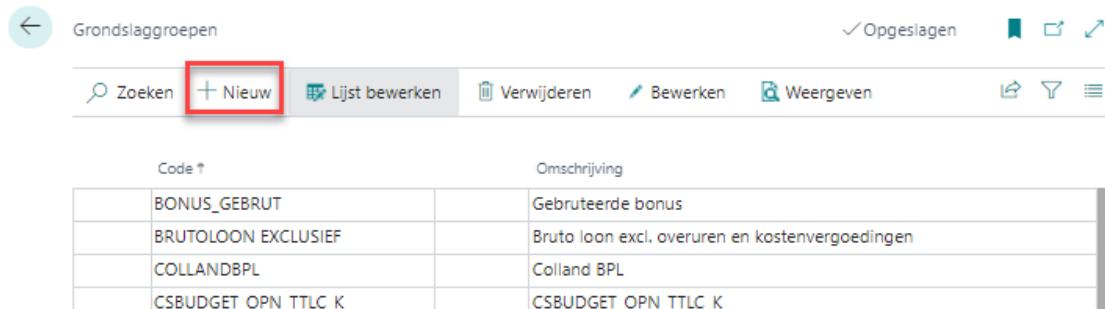 Grondslaggroepen Opgeslagen
Zoeken Nieuw Lijst bewerken Verwijderen Bewerken Weergeven
Code ↑ Omschrijving
BONUS_GEBRUT Gebruteerde bonus
BRUTOLOON EXCLUSIEF Bruto loon excl. overuren en kostenvergoedingen
COLLANDBPL Colland BPL
CSBUDGET_OPN_TTLC_K CSBUDGET_OPN_TTLC_K